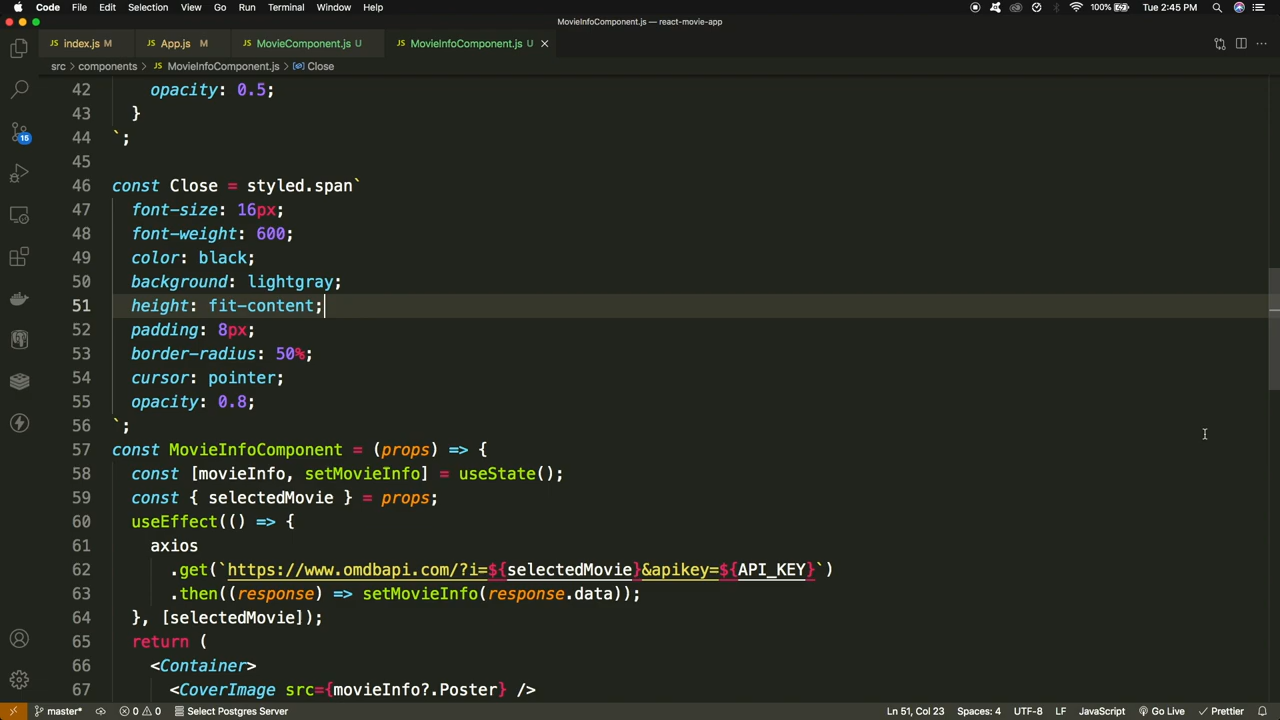 Code File Edit Selection View Go Run Terminal Window Help 100% Tue 2:45 PM
MovieInfoComponent.js — react-movie-app
index.js M App.js M MovieComponent.js U MovieInfoComponent.js U
src > components > MovieInfoComponent.js > Close
42 opacity: 0.5;
43 }
44 `;
45
46 const Close = styled.span`
47 font-size: 16px;
48 font-weight: 600;
49 color: black;
50 background: lightgray;
51 height: fit-content;
52 padding: 8px;
53 border-radius: 50%;
54 cursor: pointer;
55 opacity: 0.8;
56 `;
57 const MovieInfoComponent = (props) => {
58 const [movieInfo, setMovieInfo] = useState();
59 const { selectedMovie } = props;
60 useEffect(() => {
61 axios
62 .get(`https://www.omdbapi.com/?i=${selectedMovie}&apikey=${API_KEY}`)
63 .then((response) => setMovieInfo(response.data));
64 }, [selectedMovie]);
65 return (
66 <Container>
67 <CoverImage src={movieInfo?.Poster} />
16
master* 0 0 Select Postgres Server Ln 51, Col 23 Spaces: 4 UTF-8 LF JavaScript Go Live Prettier